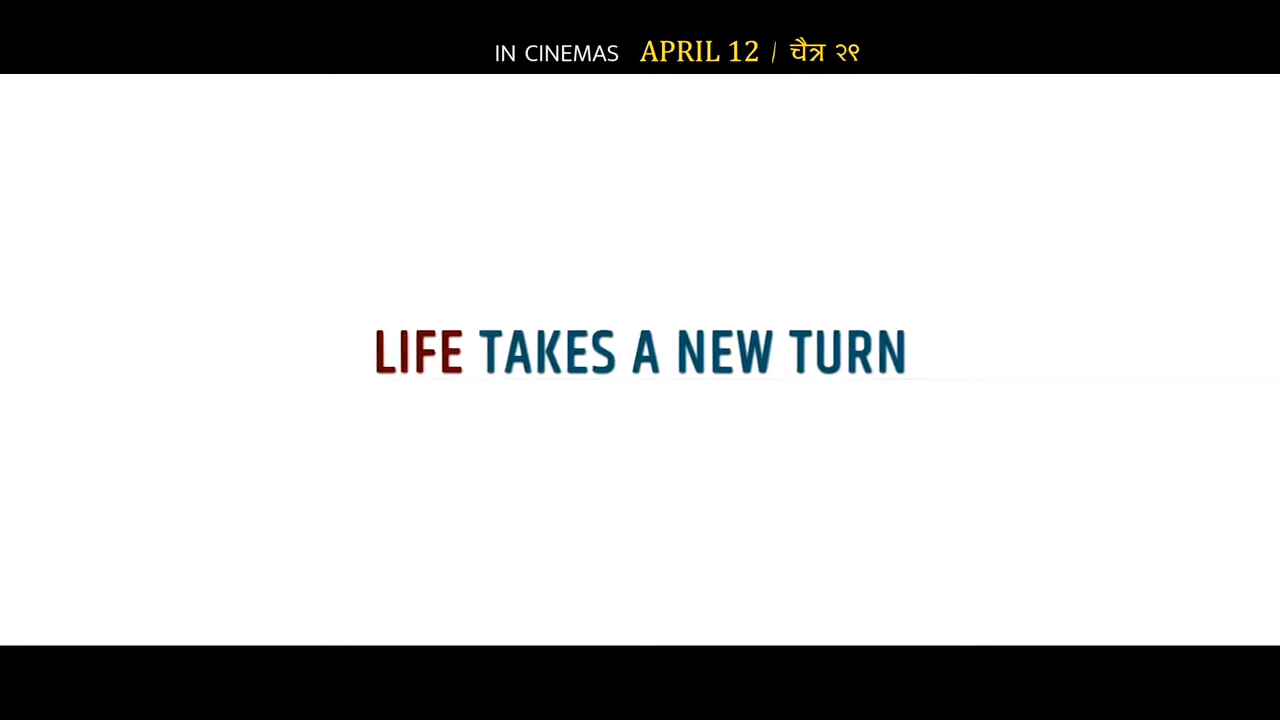 IN CINEMAS APRIL 12 / चैत्र २९
LIFE TAKES A NEW TURN